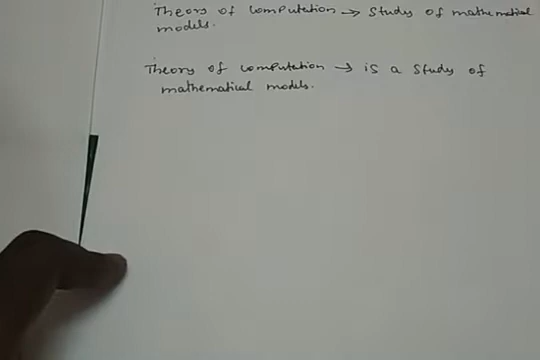 Theory of computation → Study of mathematical
models.
Theory of computation → is a study of
mathematical models.